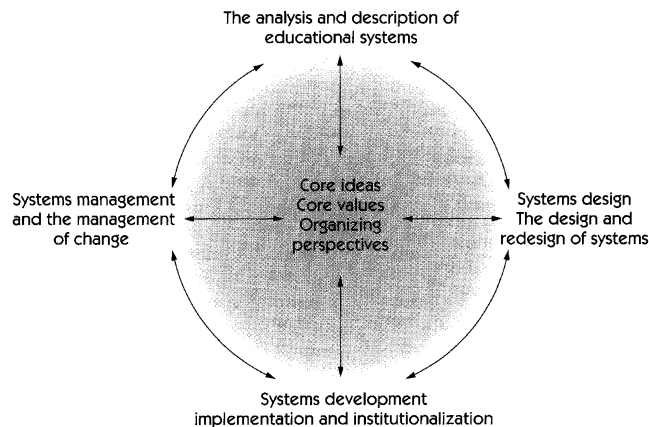 The analysis and description of
educational systems
Systems management
and the management
of change
Core ideas
Core values
Organizing
perspectives
Systems design
The design and
redesign of systems
Systems development
implementation and institutionalization